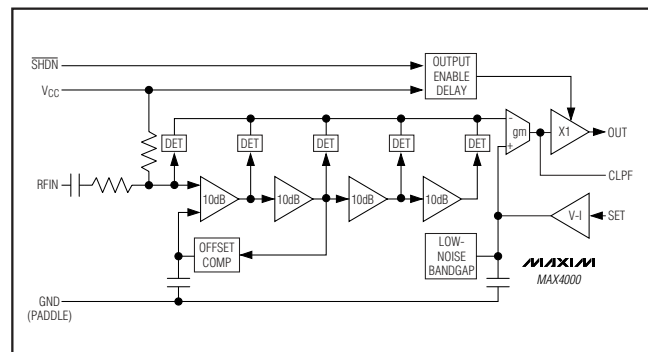 SHDN
VCC
OUTPUT
ENABLE
DELAY
DET
DET
DET
DET
DET
-
gm
+
X1
OUT
CLPF
RFIN
10dB
10dB
10dB
10dB
V-I
SET
OFFSET
COMP
LOW-
NOISE
BANDGAP
MAXIM
MAX4000
GND
(PADDLE)